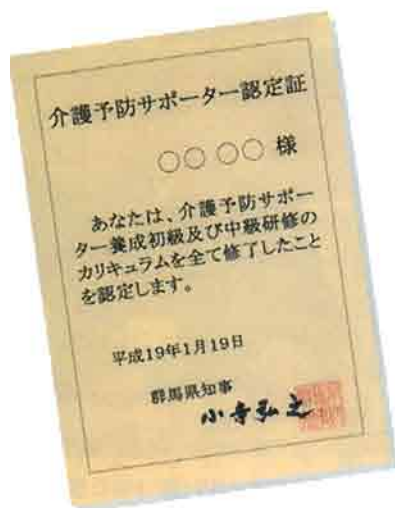 介護予防サポーター認定証
○○ ○○ 様
あなたは、介護予防サポー
ター養成初級及び中級研修の
カリキュラムを全て修了したこと
を認定します。
平成19年1月19日
群馬県知事
小寺弘之